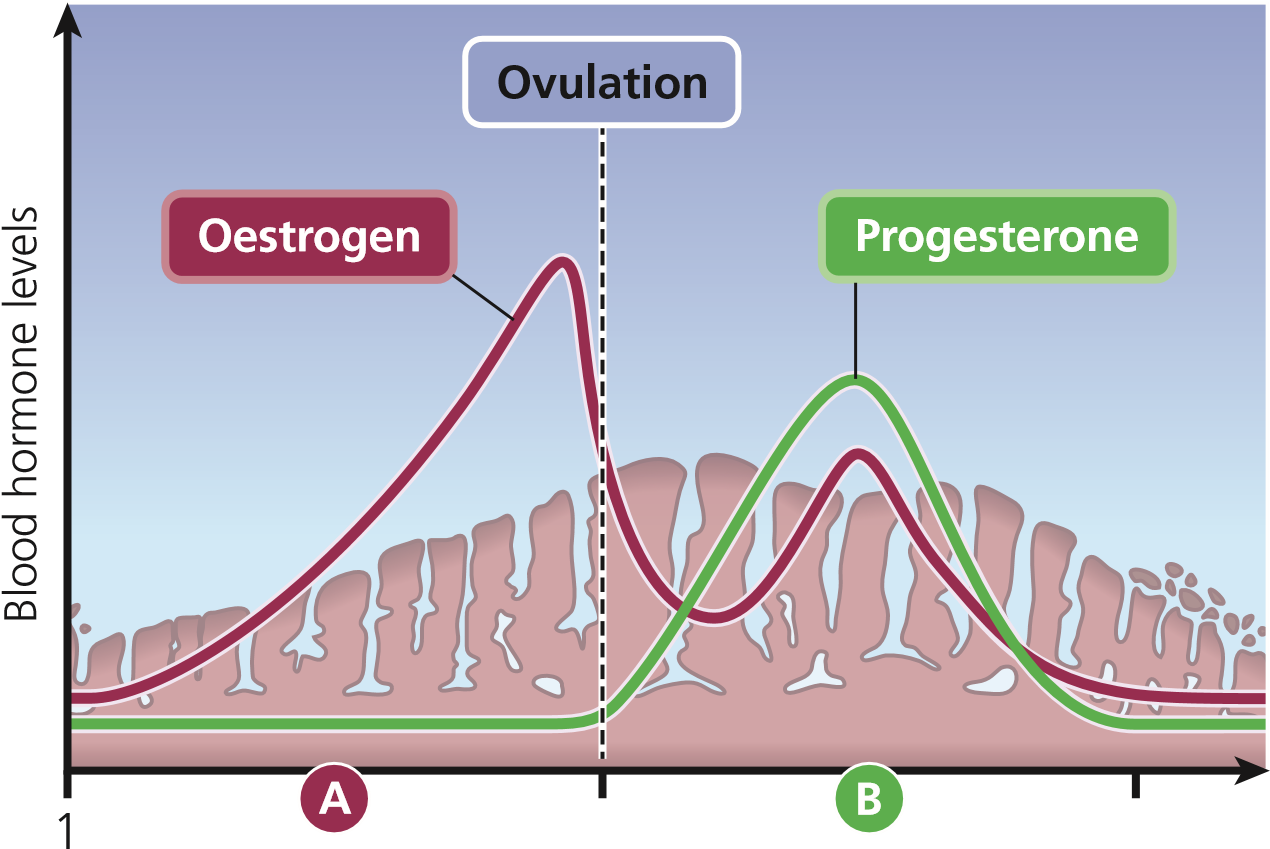 Ovulation
Oestrogen
Progesterone
Blood hormone levels
A
B
1